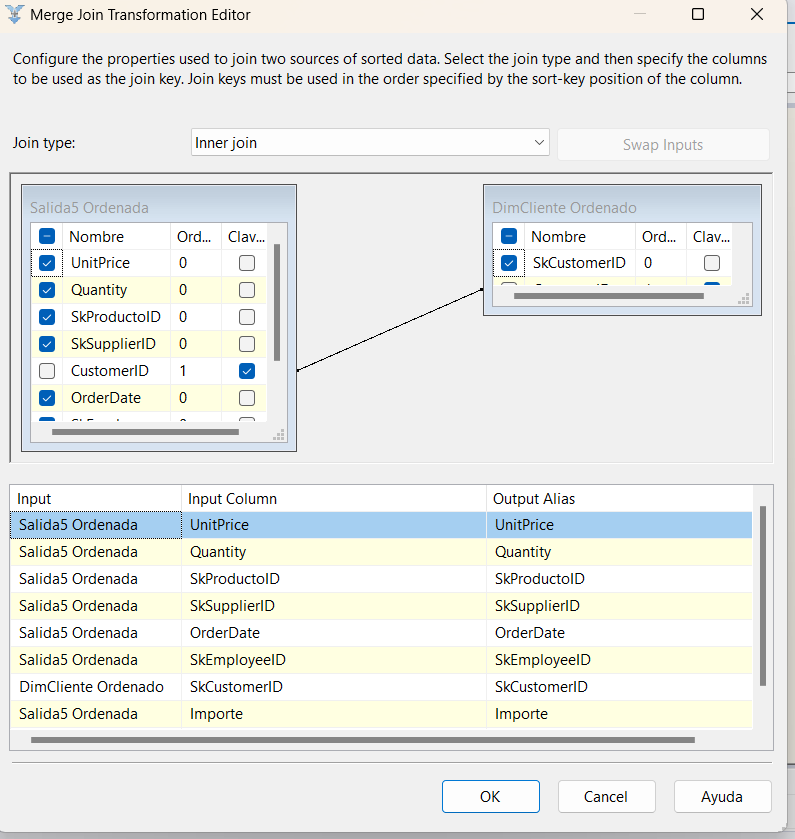 Merge Join Transformation Editor
Configure the properties used to join two sources of sorted data. Select the join type and then specify the columns
to be used as the join key. Join keys must be used in the order specified by the sort-key position of the column.
Join type: Inner join Swap Inputs
Salida5 Ordenada
Nombre Ord... Clav...
UnitPrice 0
Quantity 0
SkProductoID 0
SkSupplierID 0
CustomerID 1
OrderDate 0
DimCliente Ordenado
Nombre Ord... Clav...
SkCustomerID 0
Input Input Column Output Alias
Salida5 Ordenada UnitPrice UnitPrice
Salida5 Ordenada Quantity Quantity
Salida5 Ordenada SkProductoID SkProductoID
Salida5 Ordenada SkSupplierID SkSupplierID
Salida5 Ordenada OrderDate OrderDate
Salida5 Ordenada SkEmployeeID SkEmployeeID
DimCliente Ordenado SkCustomerID SkCustomerID
Salida5 Ordenada Importe Importe
OK Cancel Ayuda